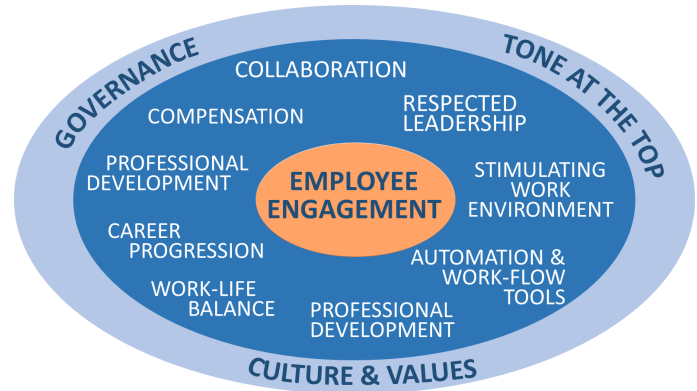 GOVERNANCE
TONE AT THE TOP
COLLABORATION
COMPENSATION
RESPECTED
LEADERSHIP
PROFESSIONAL
DEVELOPMENT
EMPLOYEE
ENGAGEMENT
STIMULATING
WORK
ENVIRONMENT
CAREER
PROGRESSION
AUTOMATION &
WORK-FLOW
TOOLS
WORK-LIFE
BALANCE
PROFESSIONAL
DEVELOPMENT
CULTURE & VALUES